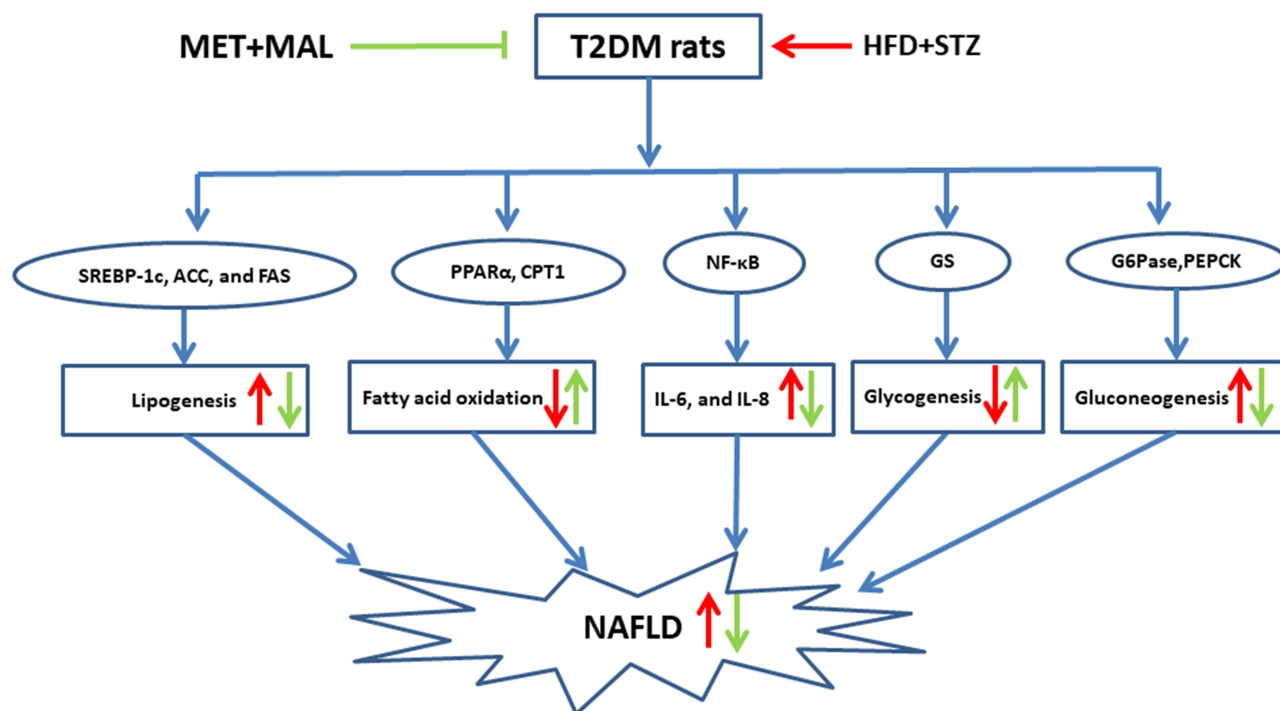 MET+MAL
T2DM rats
HFD+STZ
SREBP-1c, ACC, and FAS
PPARα, CPT1
NF-κB
GS
G6Pase,PEPCK
Lipogenesis
Fatty acid oxidation
IL-6, and IL-8
Glycogenesis
Gluconeogenesis
NAFLD